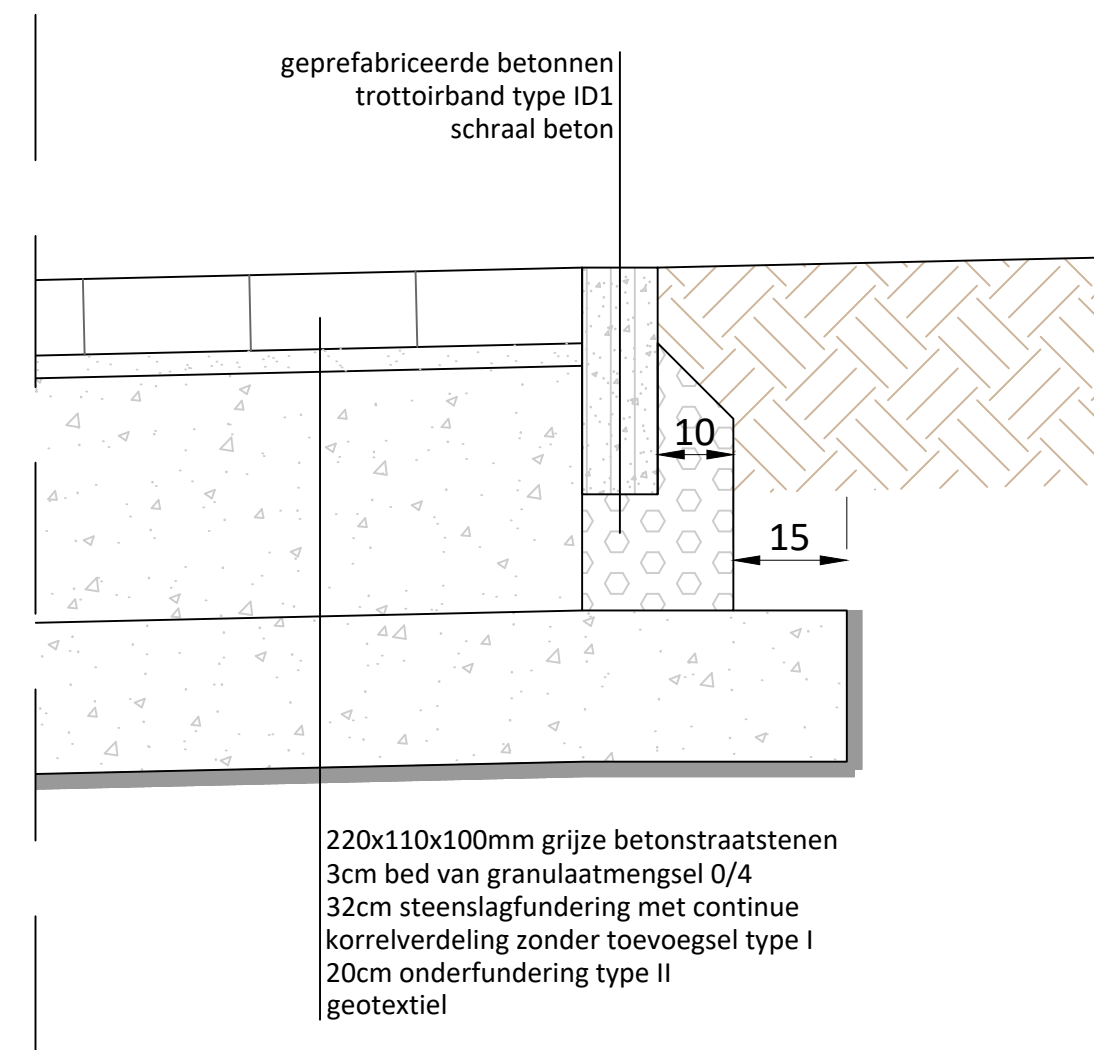 geprefabriceerde betonnen
trottoirband type ID1
schraal beton
10
15
220x110x100mm grijze betonstraatstenen
3cm bed van granulaatmengsel 0/4
32cm steenslagfundering met continue
korrelverdeling zonder toevoegsel type I
20cm onderfundering type II
geotextiel